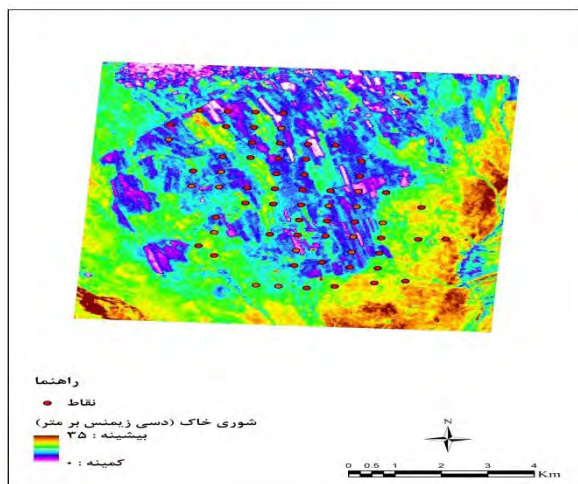 راهنما
نقاط
شوری خاک (دسی زیمنس بر متر)
بیشینه : ۳۵
کمینه : ۰
N
0 0.5 1 2 3 4
Km